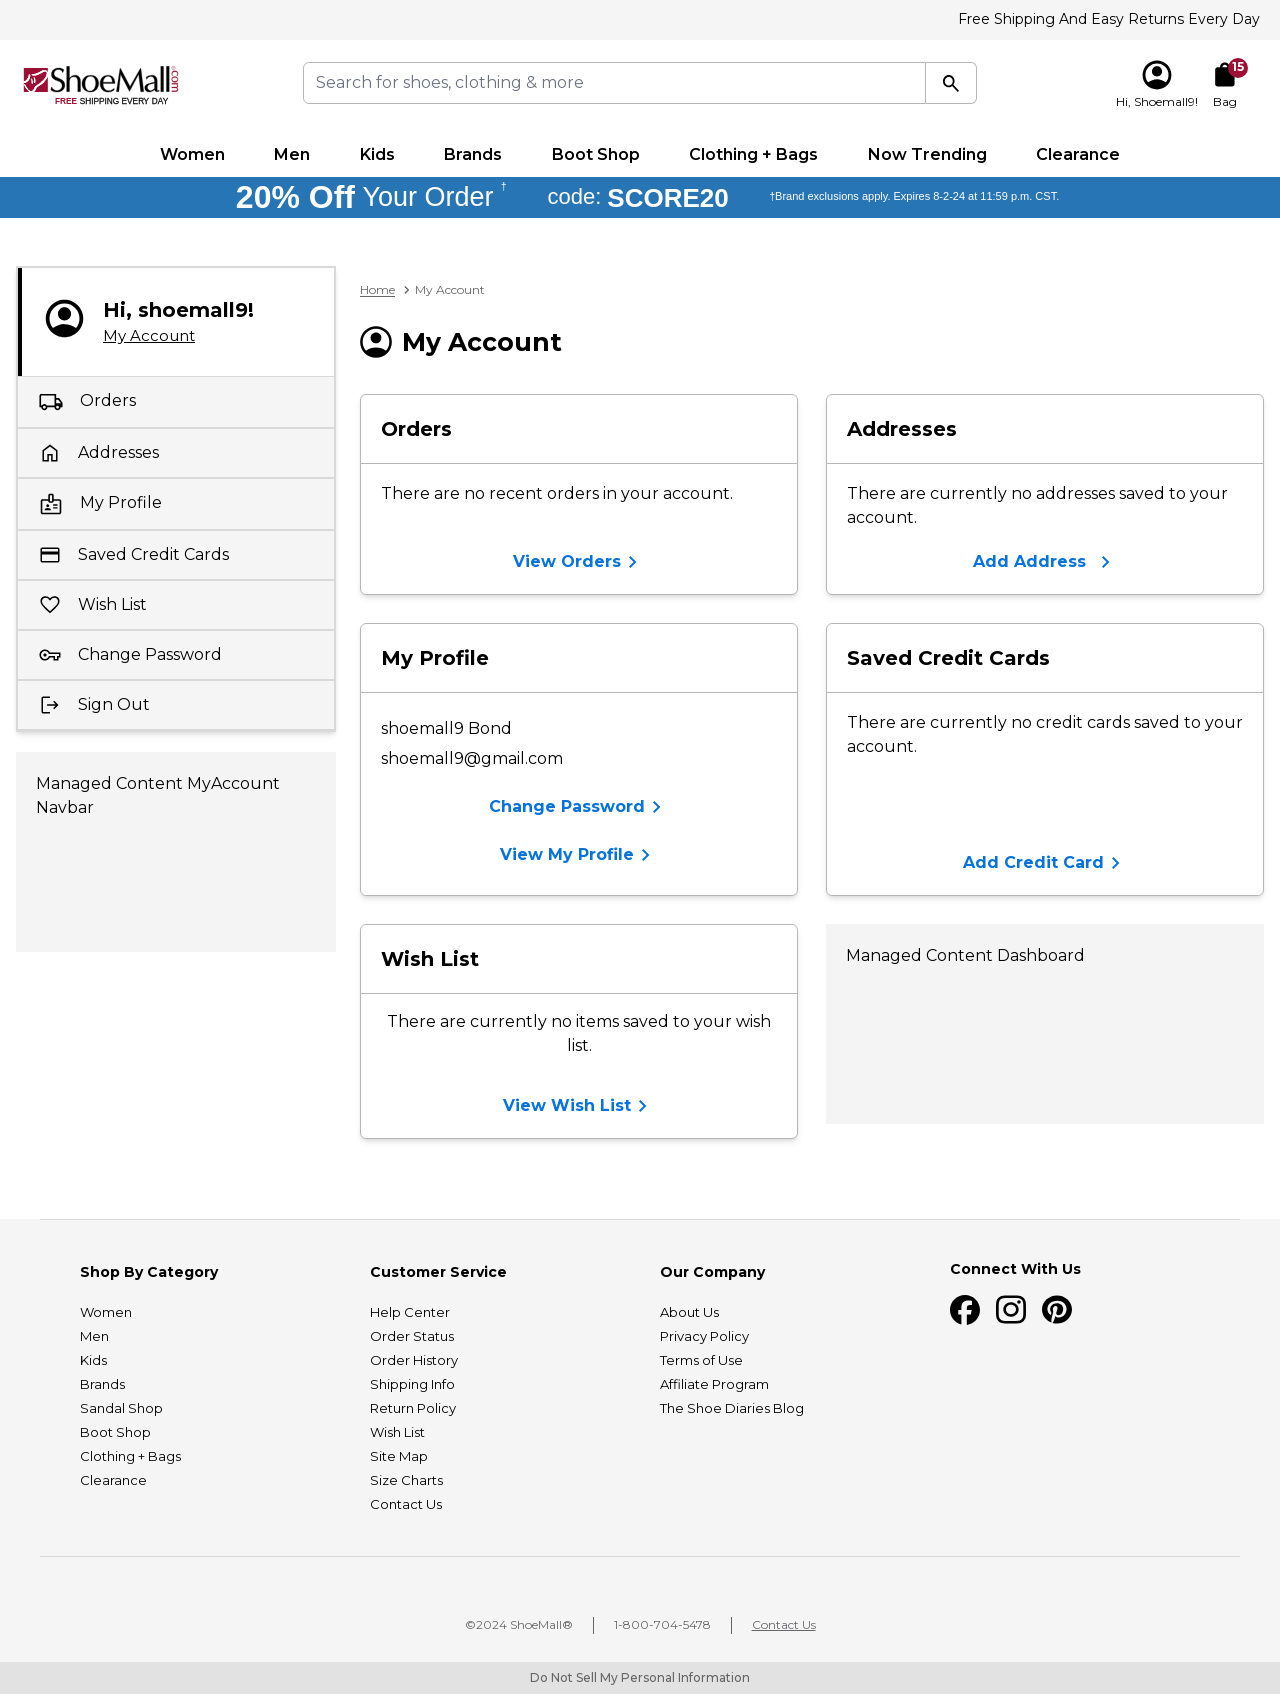 Free Shipping And Easy Returns Every Day
ShoeMall.com®
FREE SHIPPING EVERY DAY
Search for shoes, clothing & more
15
Hi, Shoemall9!
Bag
Women Men Kids Brands Boot Shop Clothing + Bags Now Trending Clearance
20% Off Your Order † code: SCORE20 †Brand exclusions apply. Expires 8-2-24 at 11:59 p.m. CST.
Hi, shoemall9!
My Account
Orders
Addresses
My Profile
Saved Credit Cards
Wish List
Change Password
Sign Out
Managed Content MyAccount
Navbar
Home > My Account
My Account
Orders
There are no recent orders in your account.
View Orders
Addresses
There are currently no addresses saved to your
account.
Add Address
My Profile
shoemall9 Bond
shoemall9@gmail.com
Change Password
View My Profile
Saved Credit Cards
There are currently no credit cards saved to your
account.
Add Credit Card
Wish List
There are currently no items saved to your wish
list.
View Wish List
Managed Content Dashboard
Shop By Category
Women
Men
Kids
Brands
Sandal Shop
Boot Shop
Clothing + Bags
Clearance
Customer Service
Help Center
Order Status
Order History
Shipping Info
Return Policy
Wish List
Site Map
Size Charts
Contact Us
Our Company
About Us
Privacy Policy
Terms of Use
Affiliate Program
The Shoe Diaries Blog
Connect With Us
©2024 ShoeMall® | 1-800-704-5478 | Contact Us
Do Not Sell My Personal Information